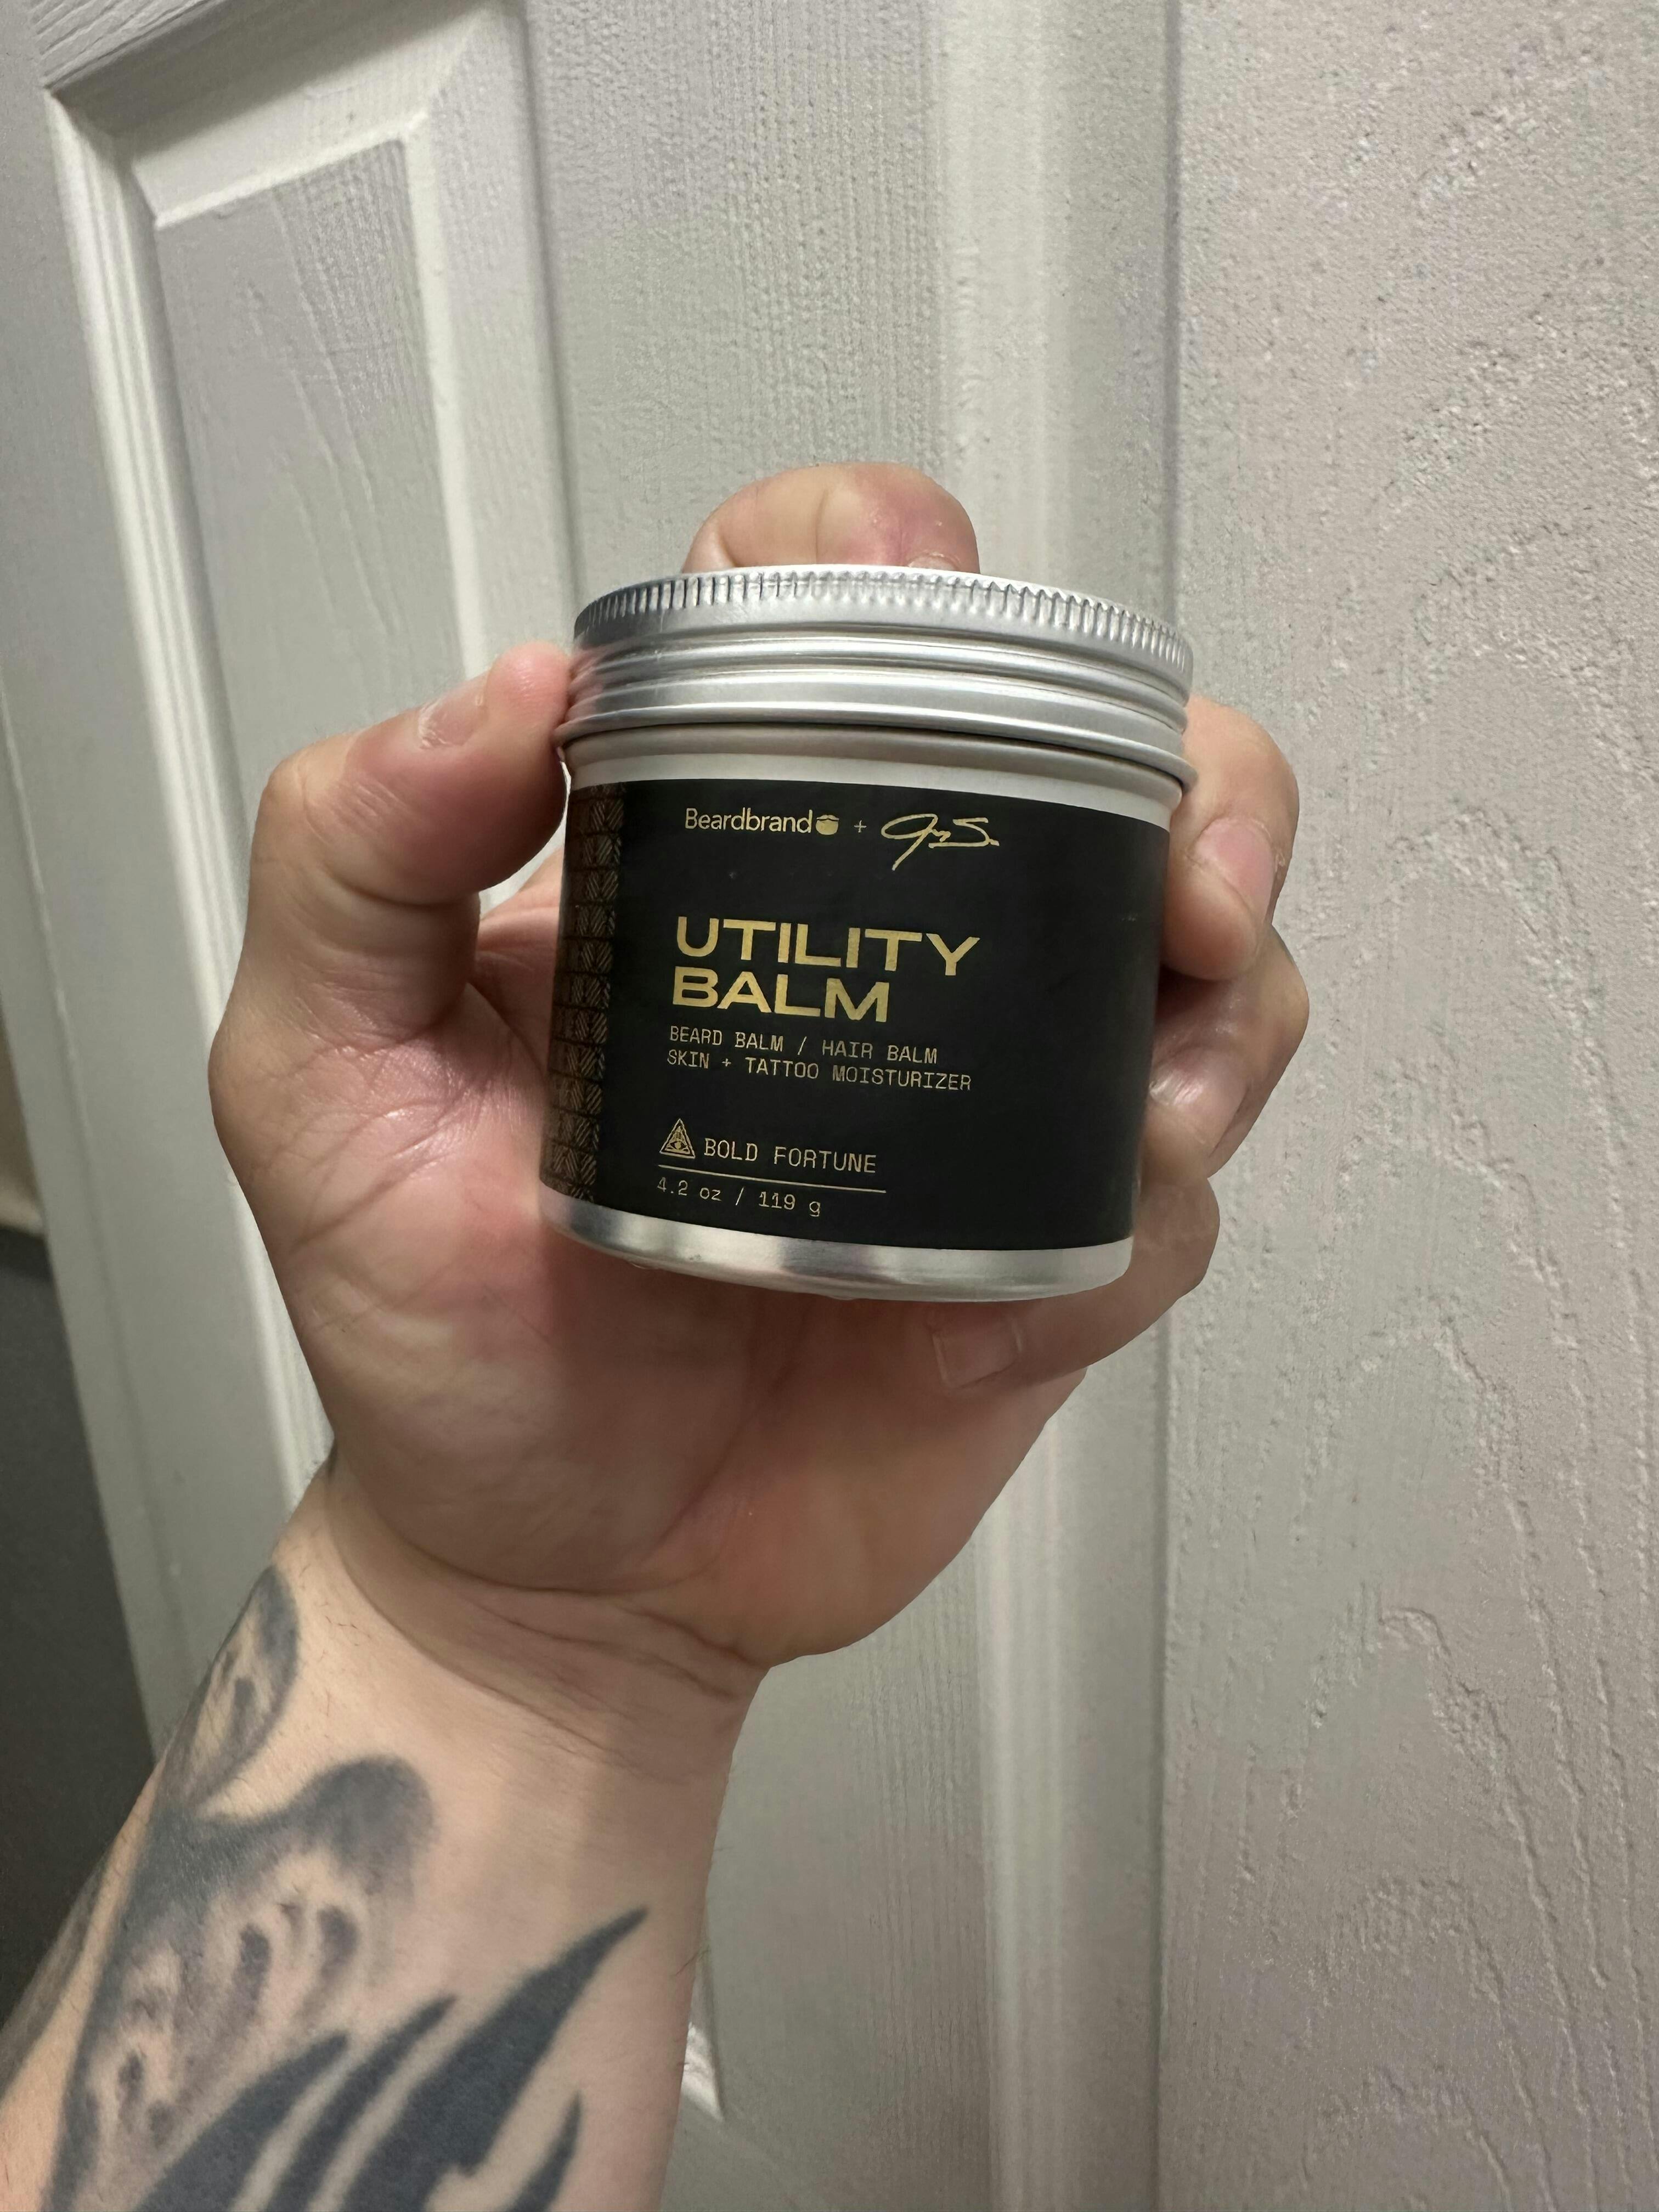 Beardbrand +
UTILITY
BALM
BEARD BALM / HAIR BALM
SKIN + TATTOO MOISTURIZER
BOLD FORTUNE
4.2 oz / 119 g